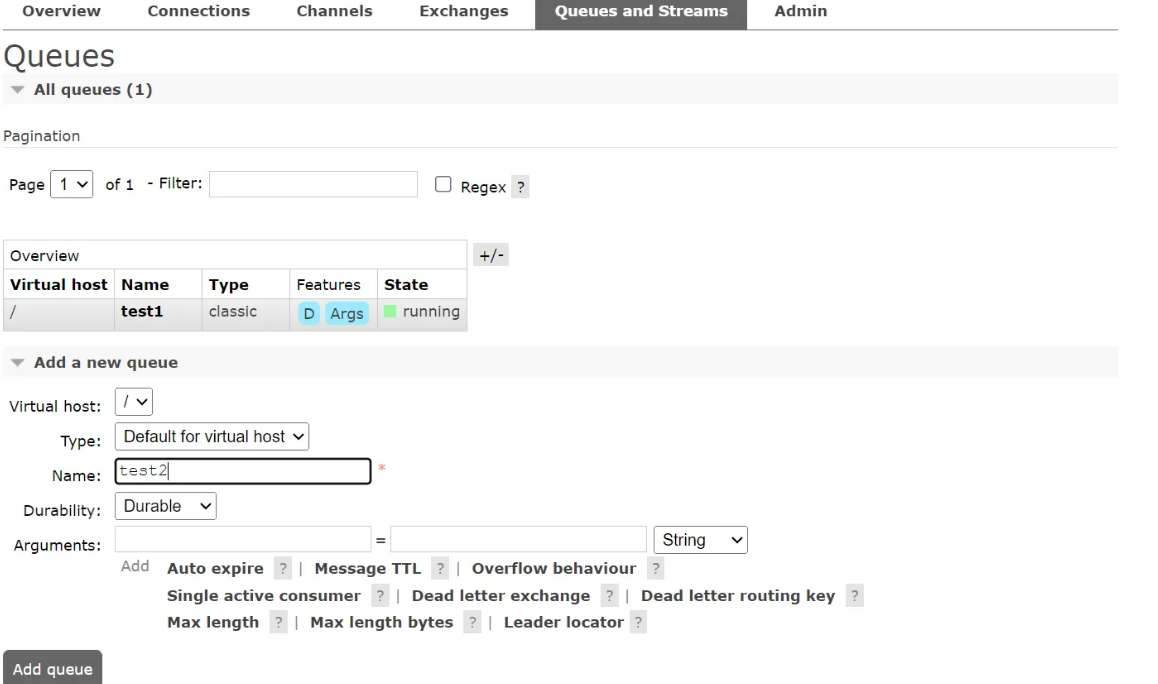 Overview Connections Channels Exchanges Queues and Streams Admin
Queues
All queues (1)
Pagination
Page 1 of 1 - Filter: Regex ?
Overview +/-
Virtual host Name Type Features State
/ test1 classic D Args running
Add a new queue
Virtual host: /
Type: Default for virtual host
Name: test2 *
Durability: Durable
Arguments: = String
Add Auto expire ? | Message TTL ? | Overflow behaviour ?
Single active consumer ? | Dead letter exchange ? | Dead letter routing key ?
Max length ? | Max length bytes ? | Leader locator ?
Add queue